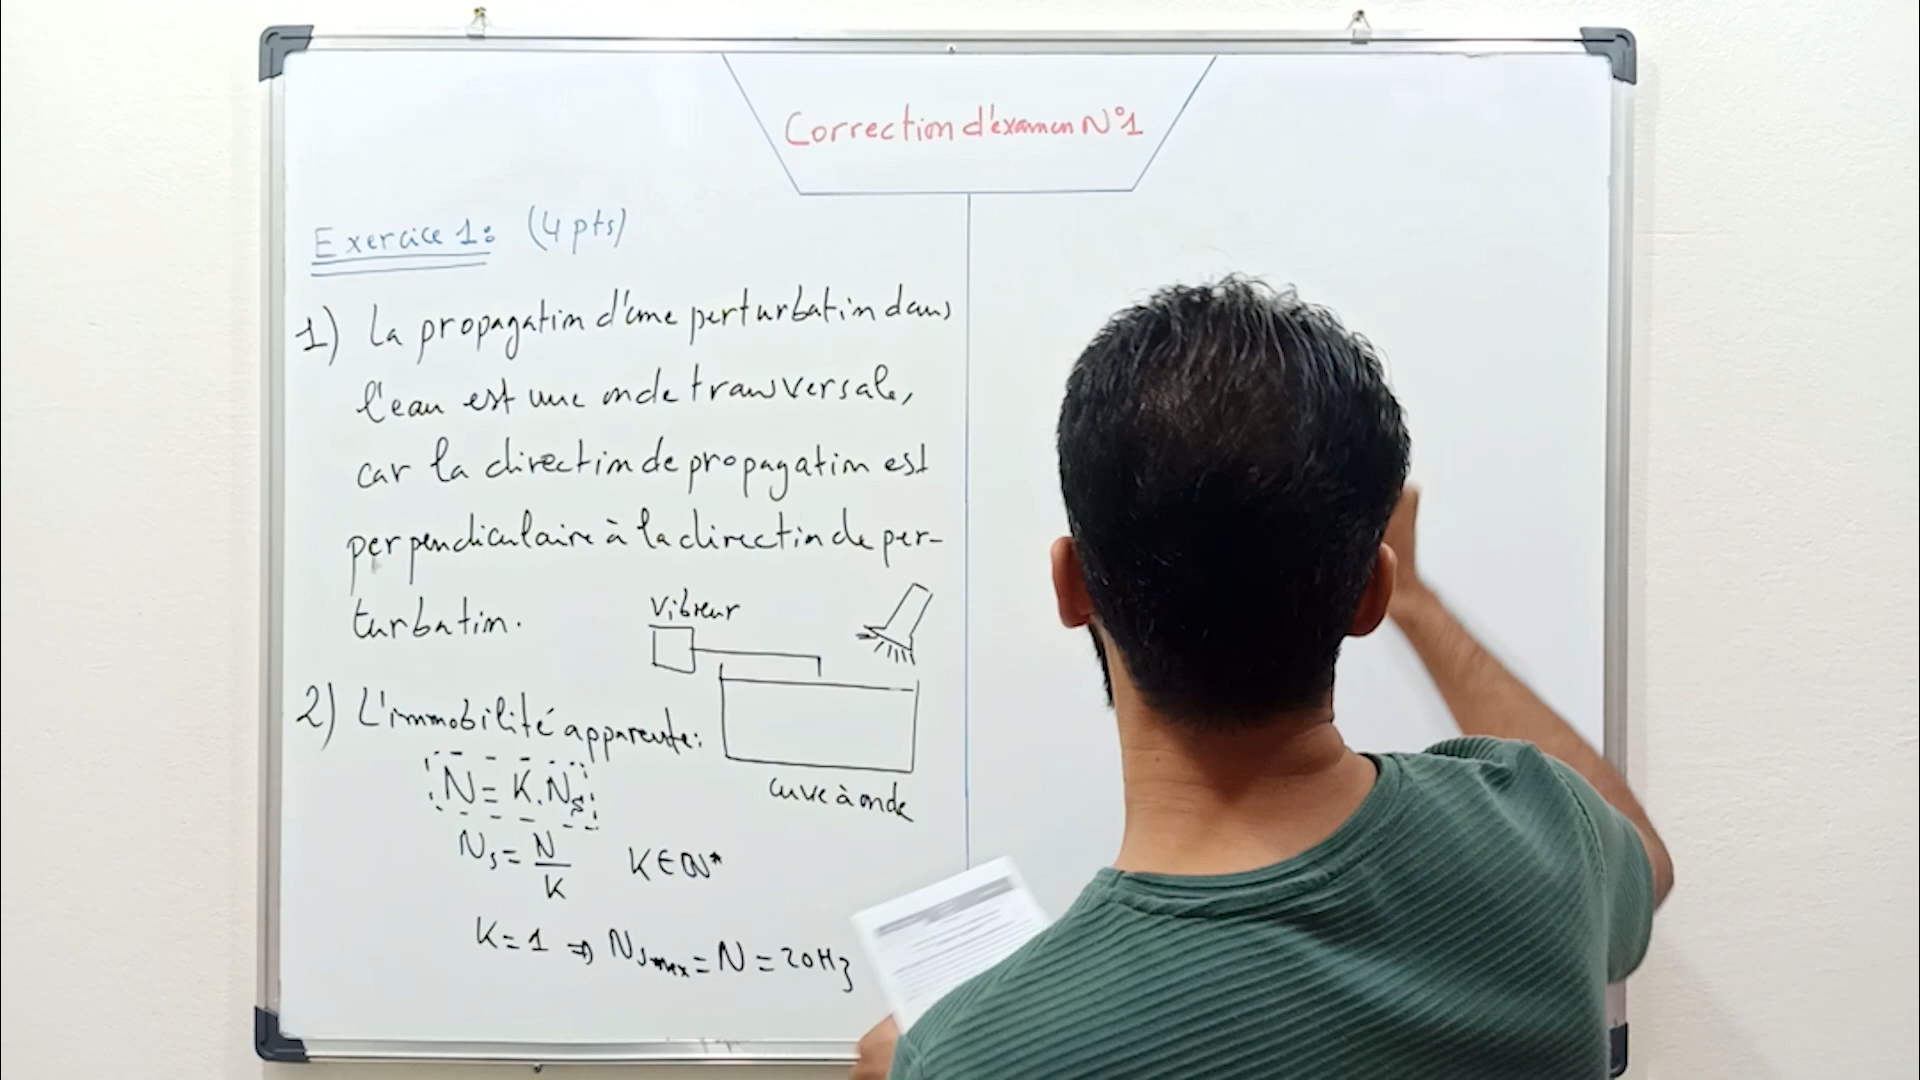 Correction d'examen N°1
Exercice 1: (4 pts)
1) La propagation d'une perturbation dans
l'eau est une onde transversale,
car la direction de propagation est
perpendiculaire à la direction de per-
turbation.
Vibreur
2) L'immobilité apparente:
cuve à onde
N = K.Ns
Ns = N/K K∈ℕ*
K=1 ⇒ Nsmax = N = 20Hz